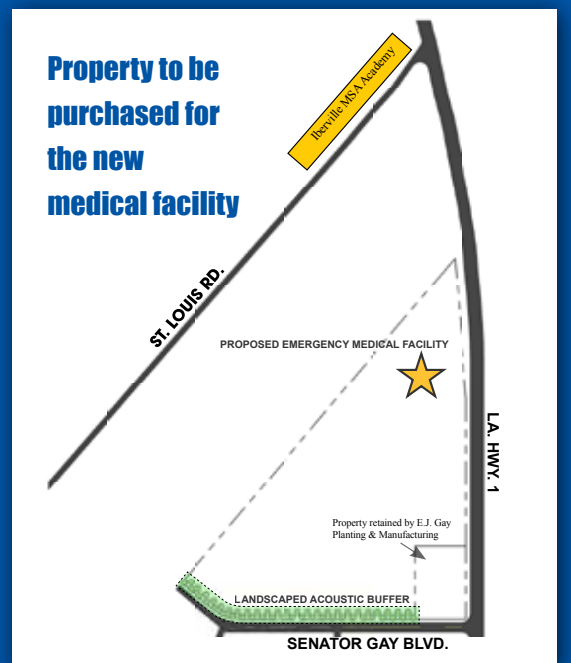 Property to be
purchased for
the new
medical facility
Iberville MSA Academy
ST. LOUIS RD.
PROPOSED EMERGENCY MEDICAL FACILITY
LA. HWY. 1
Property retained by E.J. Gay
Planting & Manufacturing
LANDSCAPED ACOUSTIC BUFFER
SENATOR GAY BLVD.